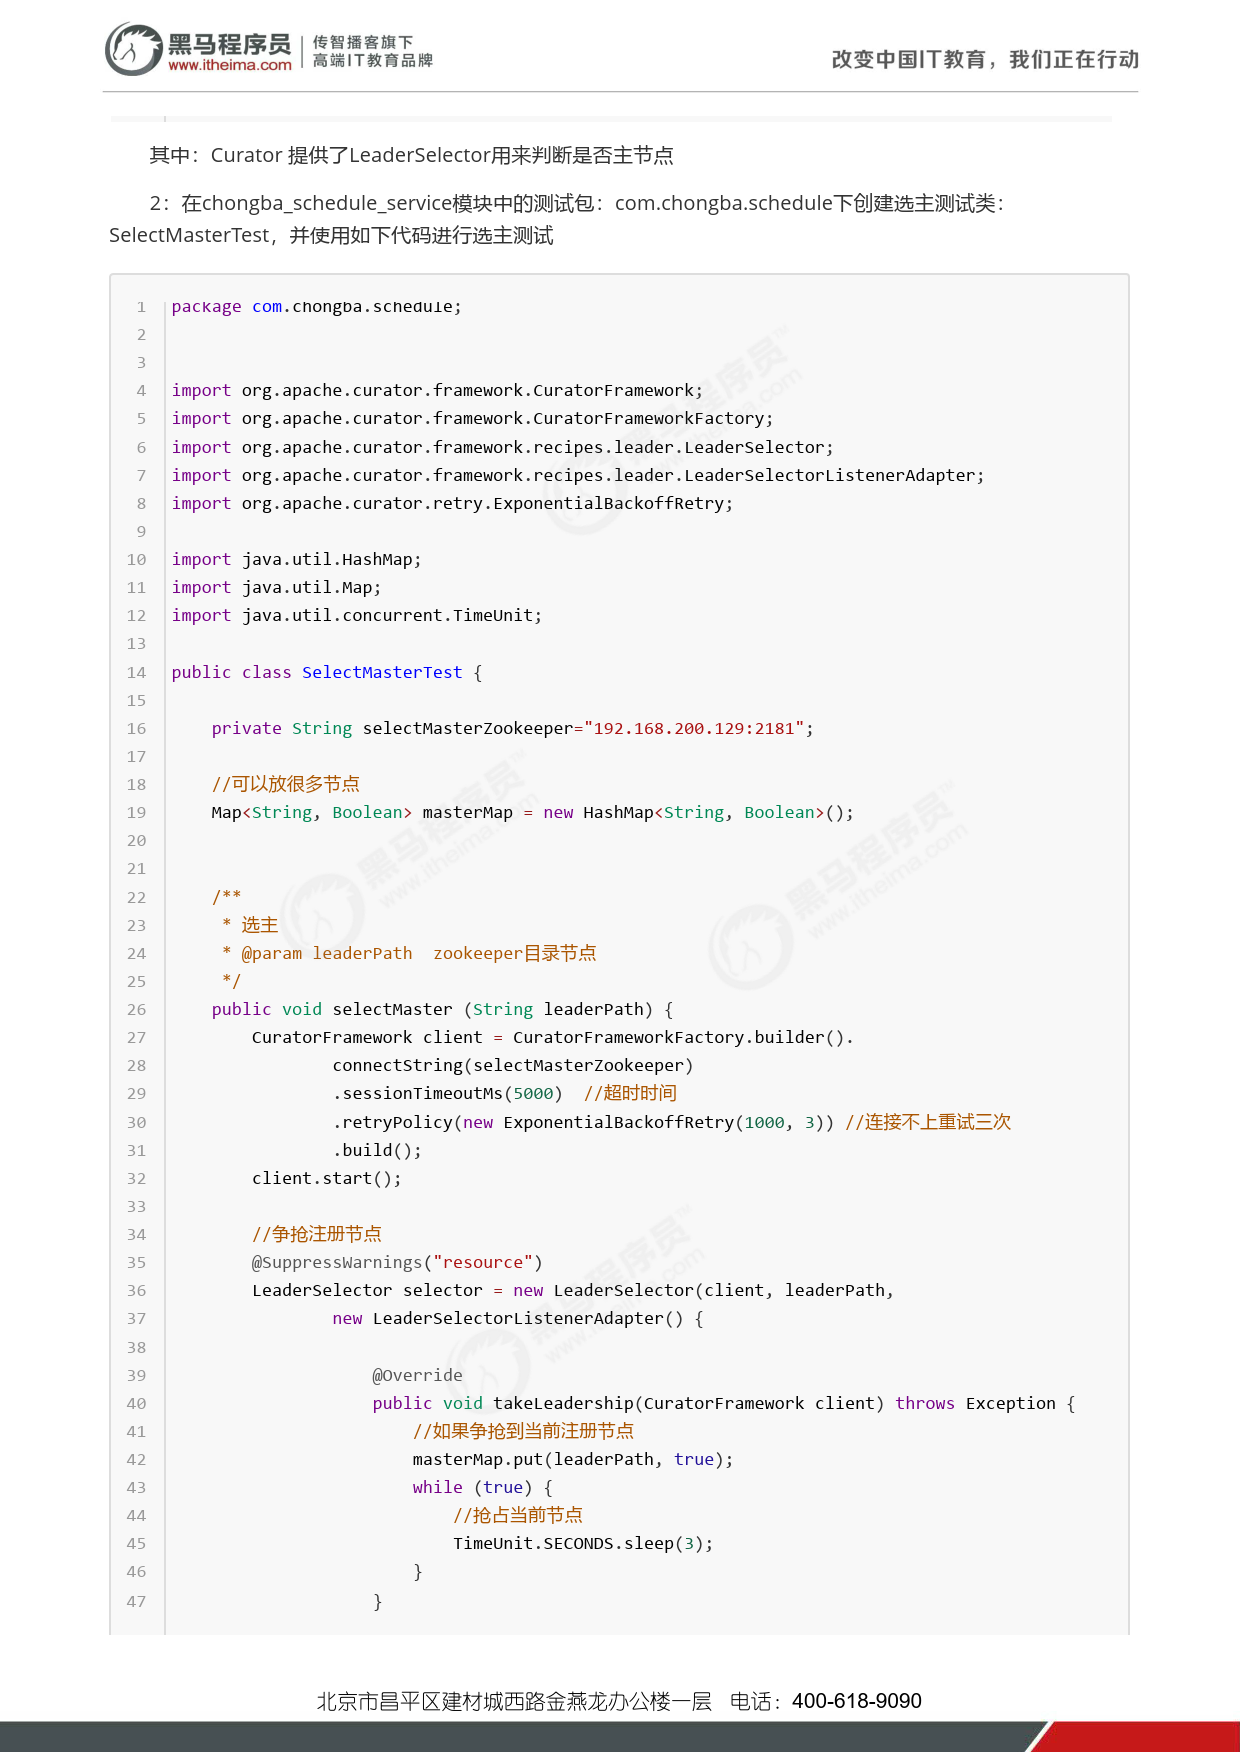 黑马程序员
www.itheima.com
传智播客旗下
高端IT教育品牌
改变中国IT教育，我们正在行动
其中：Curator 提供了LeaderSelector用来判断是否主节点
2：在chongba_schedule_service模块中的测试包：com.chongba.schedule下创建选主测试类：
SelectMasterTest，并使用如下代码进行选主测试
1 package com.chongba.schedule;
2
3
4 import org.apache.curator.framework.CuratorFramework;
5 import org.apache.curator.framework.CuratorFrameworkFactory;
6 import org.apache.curator.framework.recipes.leader.LeaderSelector;
7 import org.apache.curator.framework.recipes.leader.LeaderSelectorListenerAdapter;
8 import org.apache.curator.retry.ExponentialBackoffRetry;
9
10 import java.util.HashMap;
11 import java.util.Map;
12 import java.util.concurrent.TimeUnit;
13
14 public class SelectMasterTest {
15
16     private String selectMasterZookeeper="192.168.200.129:2181";
17
18     //可以放很多节点
19     Map<String, Boolean> masterMap = new HashMap<String, Boolean>();
20
21
22     /**
23      * 选主
24      * @param leaderPath  zookeeper目录节点
25      */
26     public void selectMaster (String leaderPath) {
27         CuratorFramework client = CuratorFrameworkFactory.builder().
28                 connectString(selectMasterZookeeper)
29                 .sessionTimeoutMs(5000)  //超时时间
30                 .retryPolicy(new ExponentialBackoffRetry(1000, 3)) //连接不上重试三次
31                 .build();
32         client.start();
33
34         //争抢注册节点
35         @SuppressWarnings("resource")
36         LeaderSelector selector = new LeaderSelector(client, leaderPath,
37                 new LeaderSelectorListenerAdapter() {
38
39                     @Override
40                     public void takeLeadership(CuratorFramework client) throws Exception {
41                         //如果争抢到当前注册节点
42                         masterMap.put(leaderPath, true);
43                         while (true) {
44                             //抢占当前节点
45                             TimeUnit.SECONDS.sleep(3);
46                         }
47                     }
北京市昌平区建材城西路金燕龙办公楼一层   电话：400-618-9090